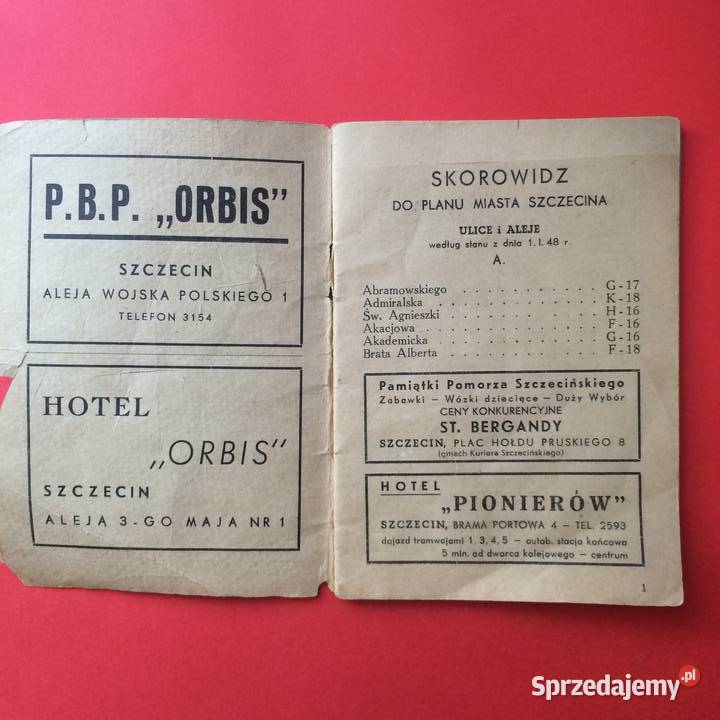 P.B.P. „ORBIS"
SZCZECIN
ALEJA WOJSKA POLSKIEGO 1
TELEFON 3154
HOTEL
„ORBIS"
SZCZECIN
ALEJA 3-GO MAJA NR 1
SKOROWIDZ
DO PLANU MIASTA SZCZECINA
ULICE i ALEJE
według stanu z dnia 1. I. 48 r.
A.
Abramowskiego . . . . . . . . . . . G-17
Admiralska . . . . . . . . . . . . K-18
Św. Agnieszki . . . . . . . . . . . H-16
Akacjowa . . . . . . . . . . . . . F-16
Akademicka . . . . . . . . . . . . G-16
Brata Alberta . . . . . . . . . . . F-18
Pamiątki Pomorza Szczecińskiego
Zabawki — Wózki dziecięce — Duży Wybór
CENY KONKURENCYJNE
ST. BERGANDY
SZCZECIN, PLAC HOŁDU PRUSKIEGO 8
(gmach Kuriera Szczecińskiego)
HOTEL
„PIONIERÓW"
SZCZECIN, BRAMA PORTOWA 4 — TEL. 2593
dojazd tramwajami 1, 3, 4, 5 — autob. stacja końcowa
5 min. od dworca kolejowego — centrum
1
Sprzedajemy.pl